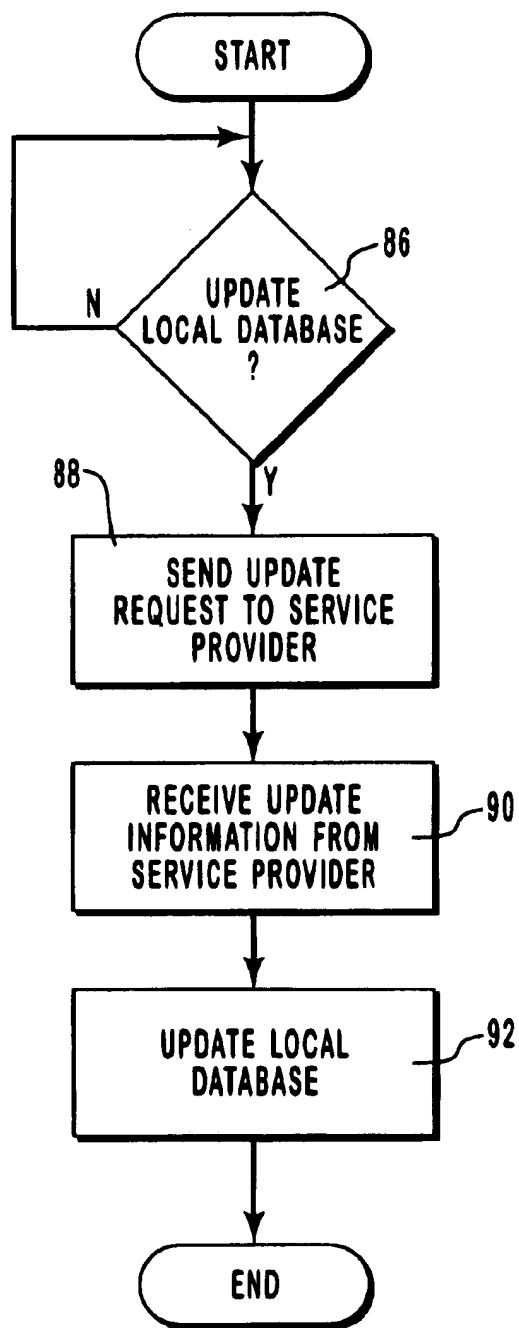 START
86
UPDATE
LOCAL DATABASE
?
N
Y
88
SEND UPDATE
REQUEST TO SERVICE
PROVIDER
RECEIVE UPDATE
INFORMATION FROM
SERVICE PROVIDER
90
UPDATE LOCAL
DATABASE
92
END